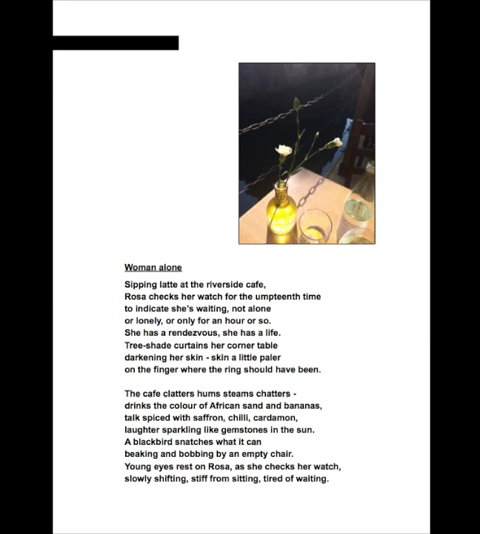 Woman alone
Sipping latte at the riverside cafe,
Rosa checks her watch for the umpteenth time
to indicate she's waiting, not alone
or lonely, or only for an hour or so.
She has a rendezvous, she has a life.
Tree-shade curtains her corner table
darkening her skin - skin a little paler
on the finger where the ring should have been.
The cafe clatters hums steams chatters -
drinks the colour of African sand and bananas,
talk spiced with saffron, chilli, cardamon,
laughter sparkling like gemstones in the sun.
A blackbird snatches what it can
beaking and bobbing by an empty chair.
Young eyes rest on Rosa, as she checks her watch,
slowly shifting, stiff from sitting, tired of waiting.